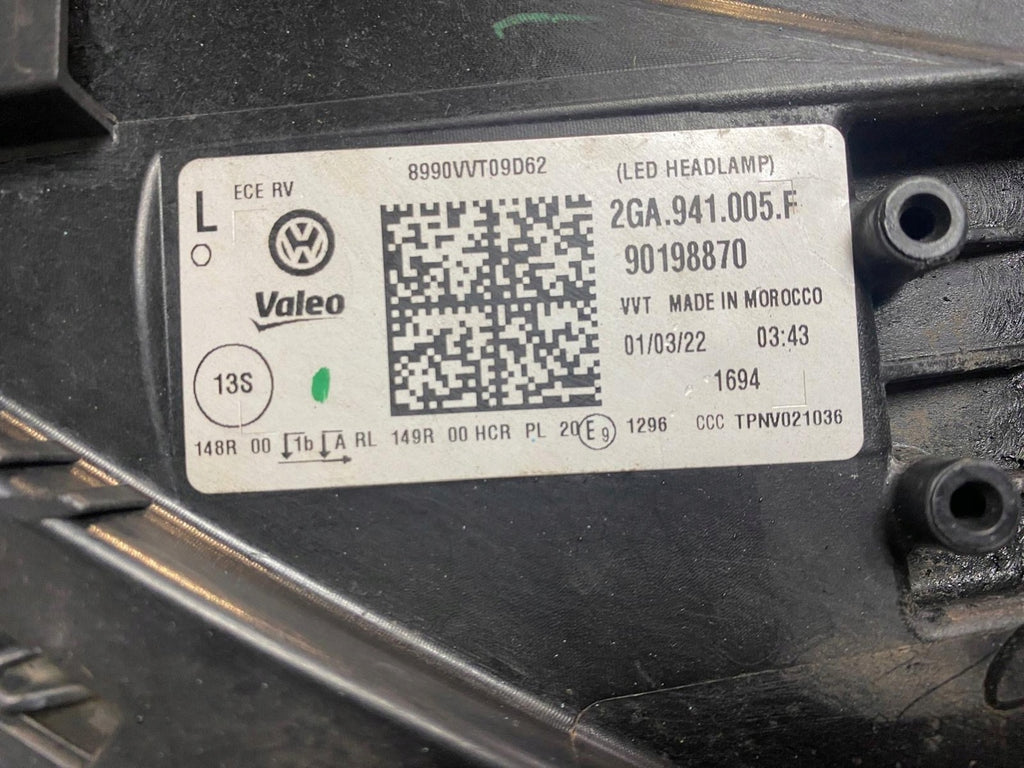 L
ECE RV
8990VVT09D62
(LED HEADLAMP)
2GA.941.005.F
90198870
Valeo
VVT MADE IN MOROCCO
01/03/22 03:43
13S
1694
148R 00 1b A RL 149R 00 HCR PL 20 E9 1296 CCC TPNV021036